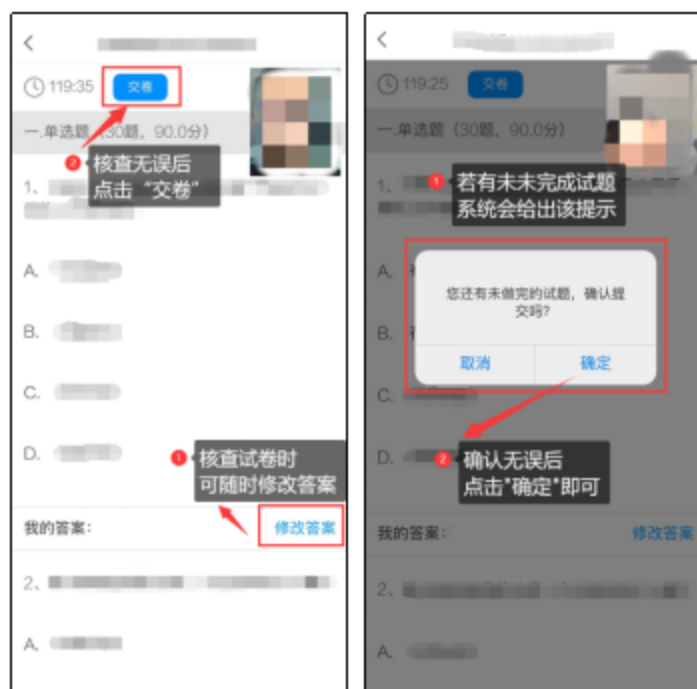 119:35
交卷
一.单选题（30题，90.0分）
2
核查无误后
点击“交卷”
1、
A.
B.
C.
D.
1
核查试卷时
可随时修改答案
我的答案：
修改答案
2、
A.
119:25
交卷
一.单选题（30题，90.0分）
1、
1
若有未未完成试题
系统会给出该提示
A.
您还有未做完的试题，确认提
交吗？
B.
取消
确定
C.
D.
2
确认无误后
点击"确定"即可
我的答案：
修改答案
2、
A.